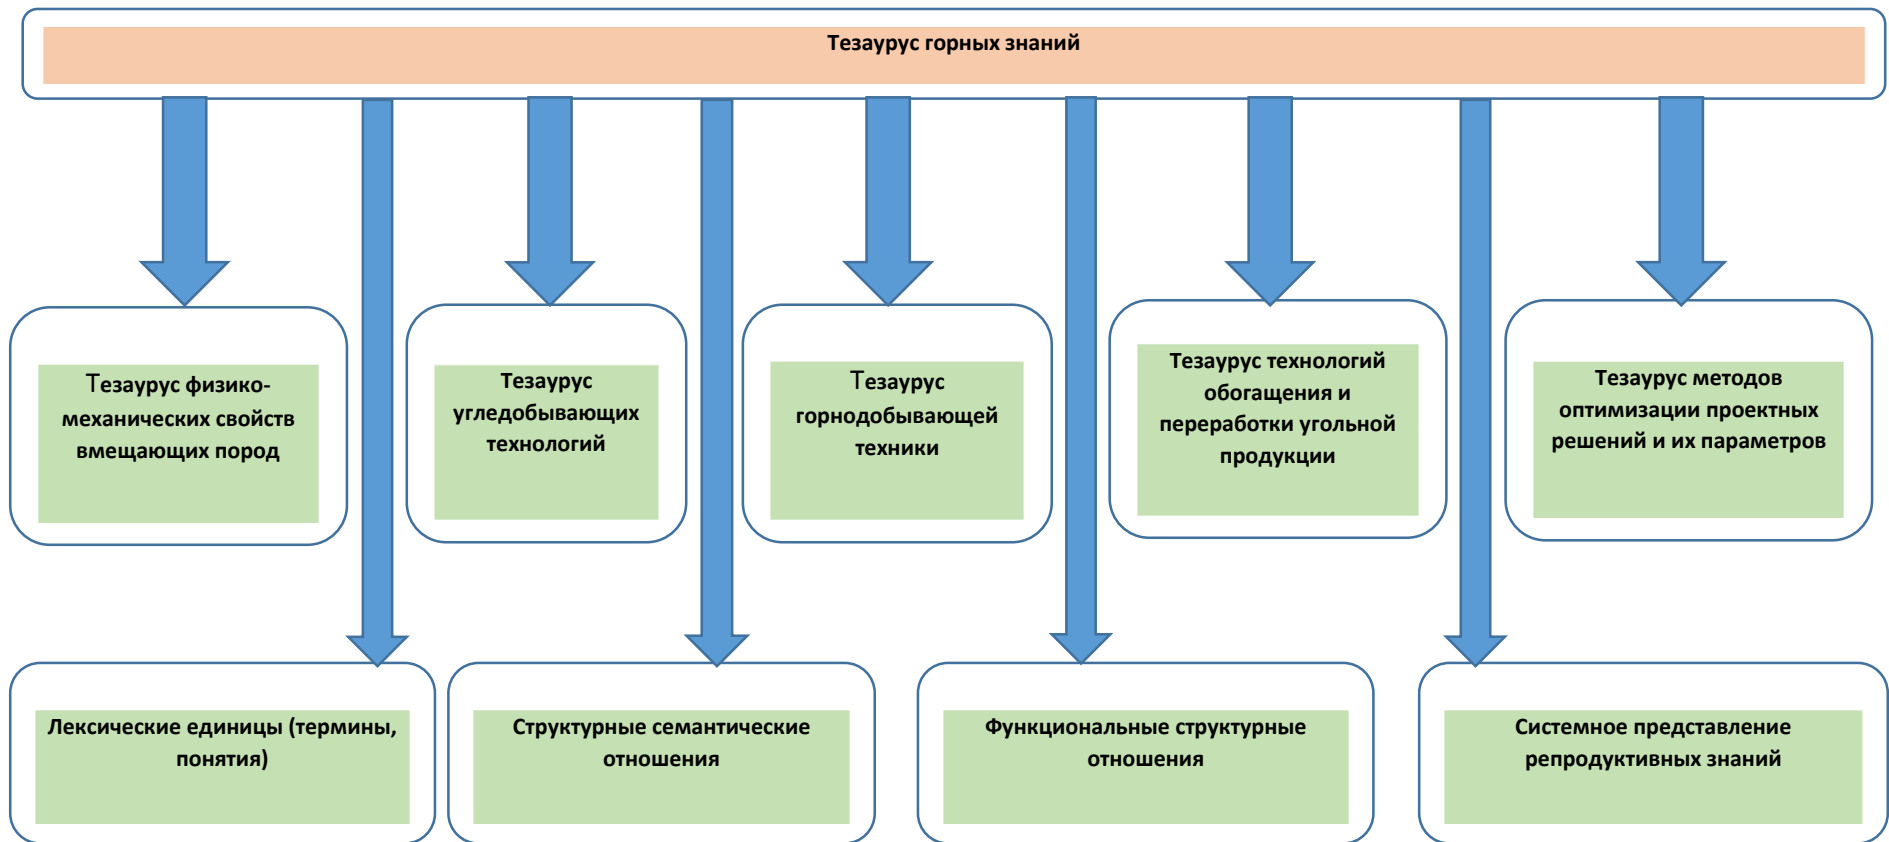 Тезаурус горных знаний
Тезаурус физико-
механических свойств
вмещающих пород
Тезаурус
угледобывающих
технологий
Тезаурус
горнодобывающей
техники
Тезаурус технологий
обогащения и
переработки угольной
продукции
Тезаурус методов
оптимизации проектных
решений и их параметров
Лексические единицы (термины,
понятия)
Структурные семантические
отношения
Функциональные структурные
отношения
Системное представление
репродуктивных знаний